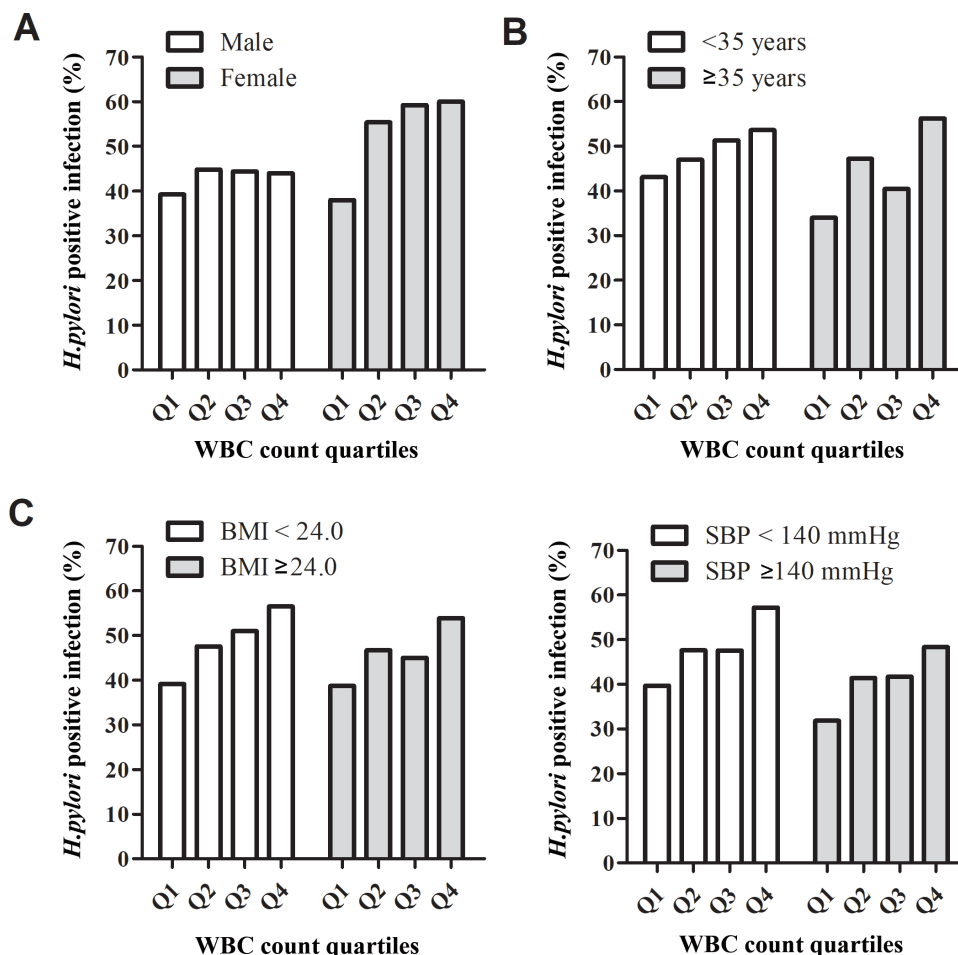 A
Male
Female
H.pylori positive infection (%)
70
60
50
40
30
20
10
0
Q1 Q2 Q3 Q4 Q1 Q2 Q3 Q4
WBC count quartiles
B
<35 years
≥35 years
H.pylori positive infection (%)
70
60
50
40
30
20
10
0
Q1 Q2 Q3 Q4 Q1 Q2 Q3 Q4
WBC count quartiles
C
BMI < 24.0
BMI ≥24.0
H.pylori positive infection (%)
70
60
50
40
30
20
10
0
Q1 Q2 Q3 Q4 Q1 Q2 Q3 Q4
WBC count quartiles
SBP < 140 mmHg
SBP ≥140 mmHg
H.pylori positive infection (%)
70
60
50
40
30
20
10
0
Q1 Q2 Q3 Q4 Q1 Q2 Q3 Q4
WBC count quartiles